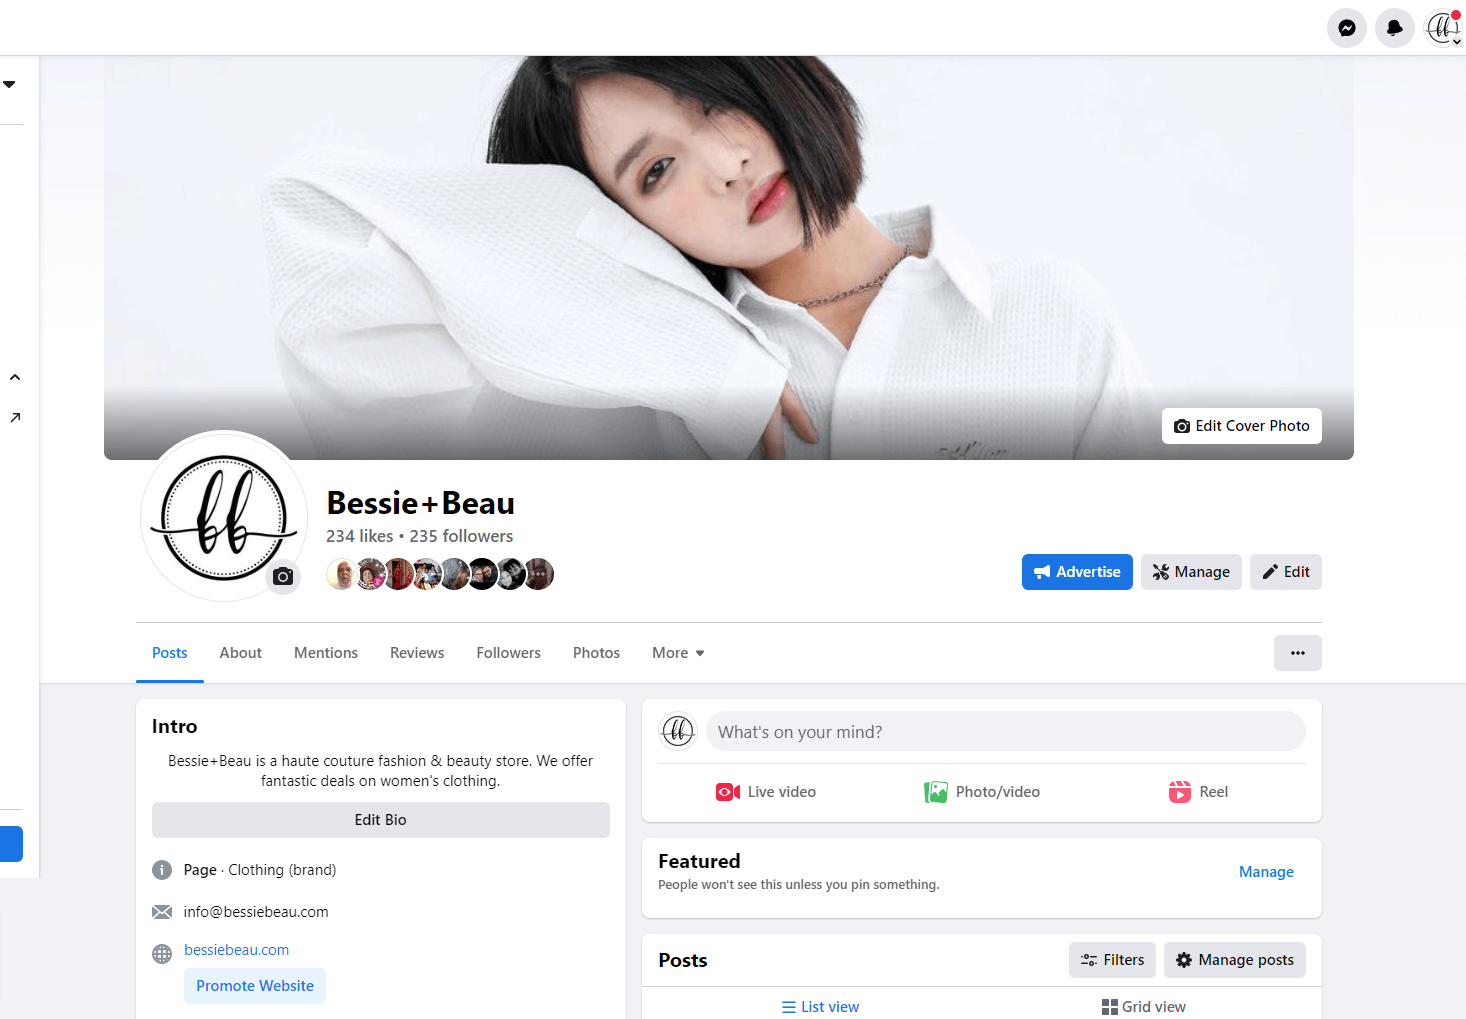 Edit Cover Photo
bb
Bessie+Beau
234 likes • 235 followers
Advertise
Manage
Edit
Posts
About
Mentions
Reviews
Followers
Photos
More
Intro
Bessie+Beau is a haute couture fashion & beauty store. We offer
fantastic deals on women's clothing.
Edit Bio
Page · Clothing (brand)
info@bessiebeau.com
bessiebeau.com
Promote Website
What's on your mind?
Live video
Photo/video
Reel
Featured
People won't see this unless you pin something.
Manage
Posts
Filters
Manage posts
List view
Grid view